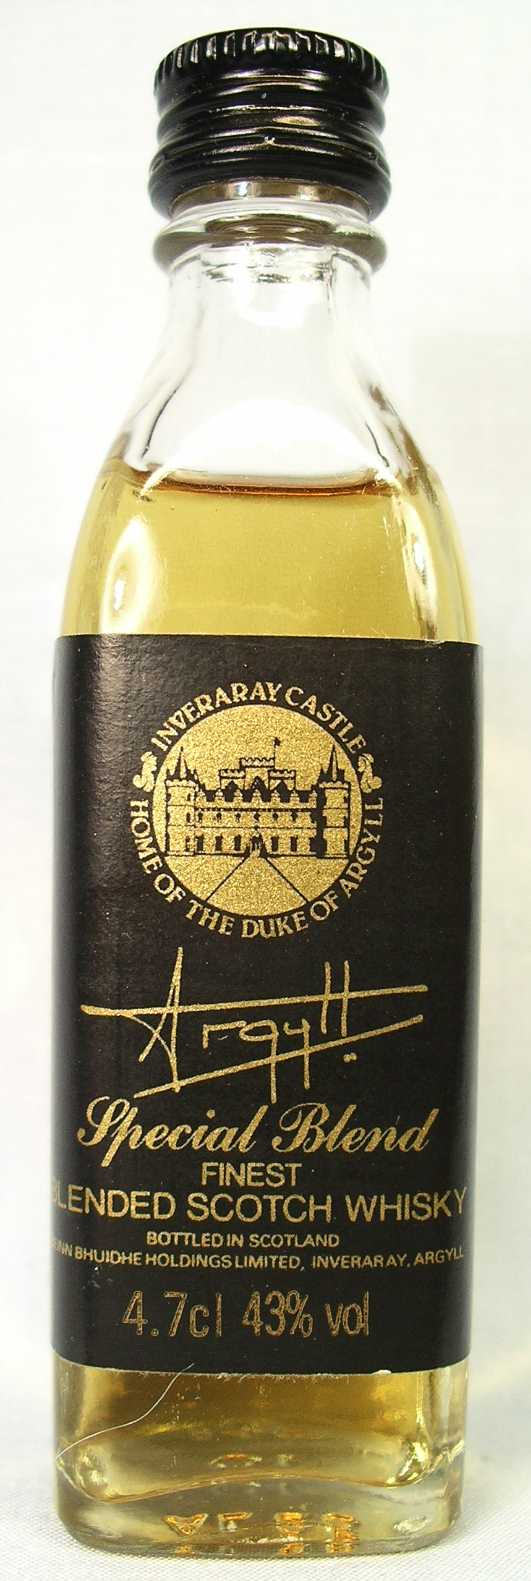 INVERARAY CASTLE
HOME OF THE DUKE OF ARGYLL
Argyll
Special Blend
FINEST
BLENDED SCOTCH WHISKY
BOTTLED IN SCOTLAND
BHUIDHE HOLDINGS LIMITED, INVERARAY, ARGYLL
4.7cl 43% vol